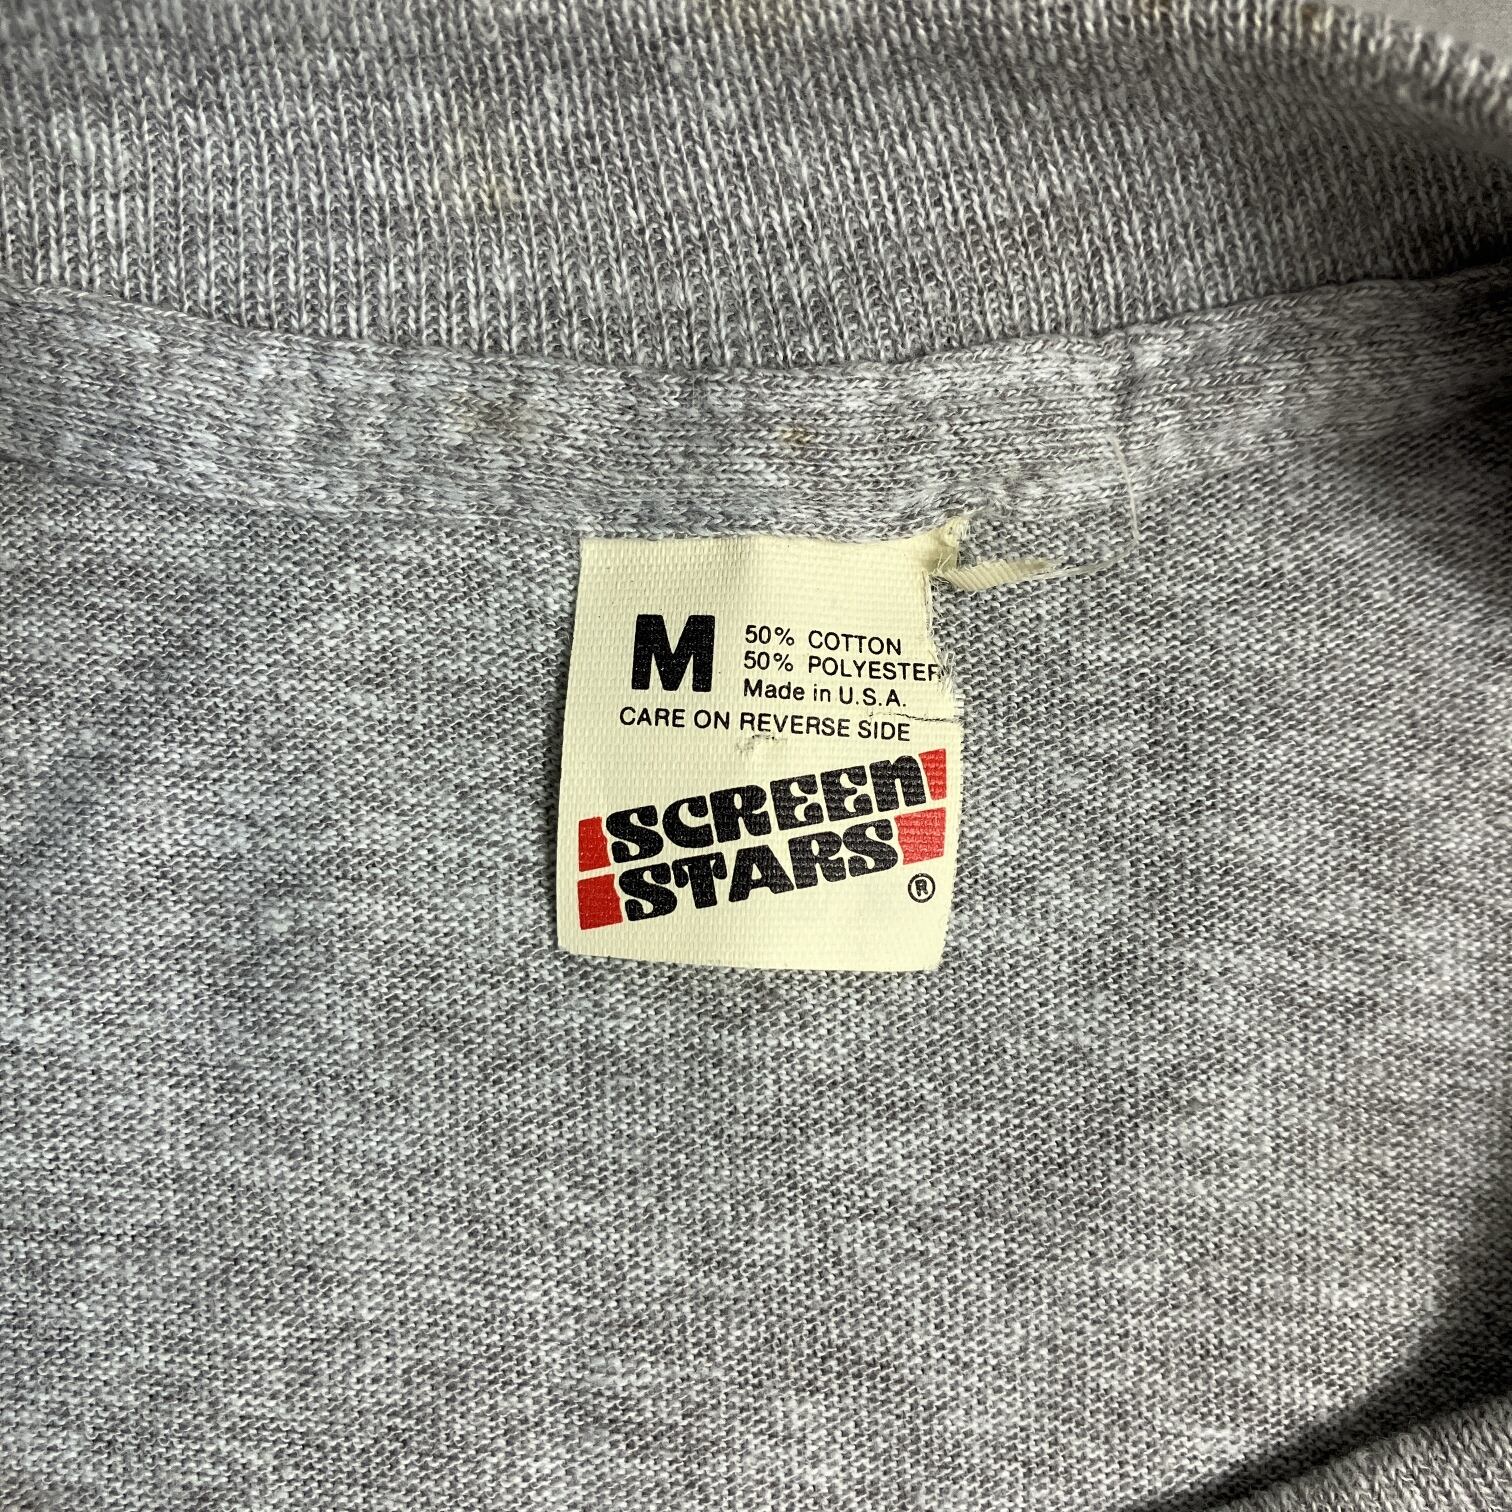 M
50% COTTON
50% POLYESTER
Made in U.S.A.
CARE ON REVERSE SIDE
SCREEN
STARS
®